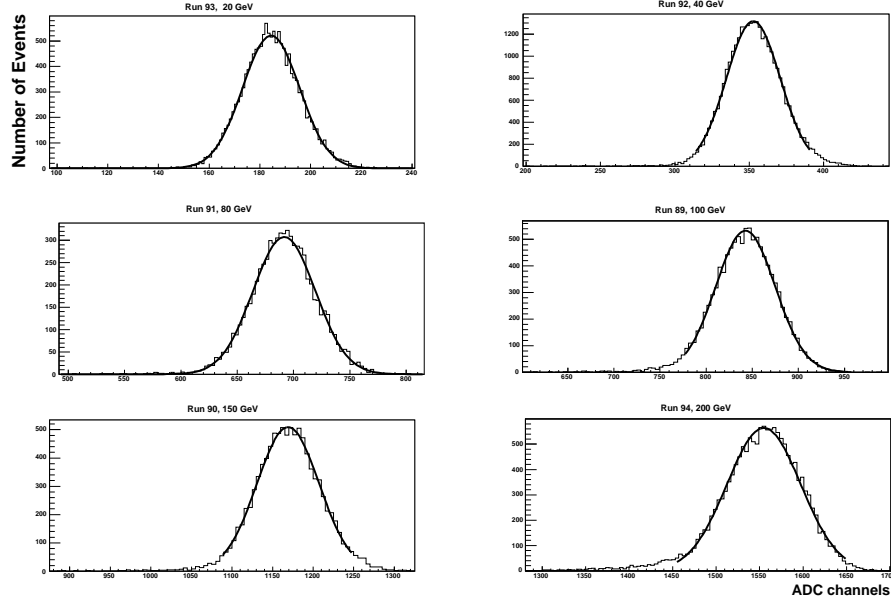 Run 93, 20 GeV
Number of Events
500
400
300
200
100
0
100 120 140 160 180 200 220 240
Run 92, 40 GeV
1200
1000
800
600
400
200
0
200 250 300 350 400
Run 91, 80 GeV
300
250
200
150
100
50
0
500 550 600 650 700 750 800
Run 89, 100 GeV
500
400
300
200
100
0
650 700 750 800 850 900 950
Run 90, 150 GeV
500
400
300
200
100
0
900 950 1000 1050 1100 1150 1200 1250 1300
Run 94, 200 GeV
500
400
300
200
100
0
1300 1350 1400 1450 1500 1550 1600 1650 1700
ADC channels